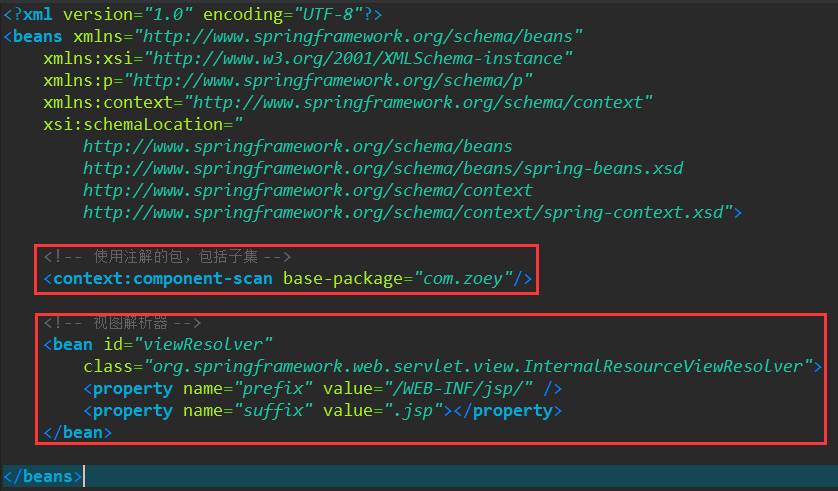 <?xml version="1.0" encoding="UTF-8"?>
<beans xmlns="http://www.springframework.org/schema/beans"
    xmlns:xsi="http://www.w3.org/2001/XMLSchema-instance"
    xmlns:p="http://www.springframework.org/schema/p"
    xmlns:context="http://www.springframework.org/schema/context"
    xsi:schemaLocation="
        http://www.springframework.org/schema/beans
        http://www.springframework.org/schema/beans/spring-beans.xsd
        http://www.springframework.org/schema/context
        http://www.springframework.org/schema/context/spring-context.xsd">
    <!-- 使用注解的包，包括子集 -->
    <context:component-scan base-package="com.zoey"/>
    <!-- 视图解析器 -->
    <bean id="viewResolver"
        class="org.springframework.web.servlet.view.InternalResourceViewResolver">
        <property name="prefix" value="/WEB-INF/jsp/" />
        <property name="suffix" value=".jsp"></property>
    </bean>
</beans>